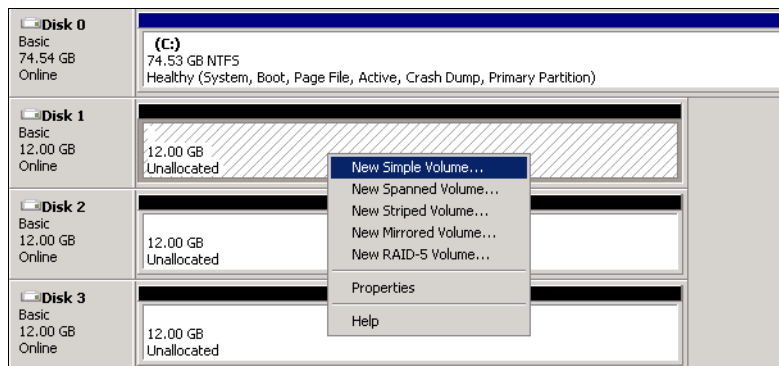 Disk 0
Basic
74.54 GB
Online
(C:)
74.53 GB NTFS
Healthy (System, Boot, Page File, Active, Crash Dump, Primary Partition)
Disk 1
Basic
12.00 GB
Online
12.00 GB
Unallocated
New Simple Volume...
New Spanned Volume...
New Striped Volume...
New Mirrored Volume...
New RAID-5 Volume...
Properties
Help
Disk 2
Basic
12.00 GB
Online
12.00 GB
Unallocated
Disk 3
Basic
12.00 GB
Online
12.00 GB
Unallocated